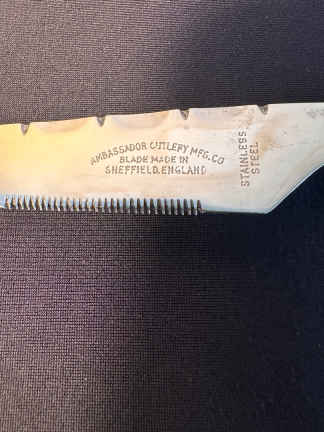 AMBASSADOR CUTLERY MFG. CO
BLADE MADE IN
SHEFFIELD, ENGLAND
STAINLESS
STEEL